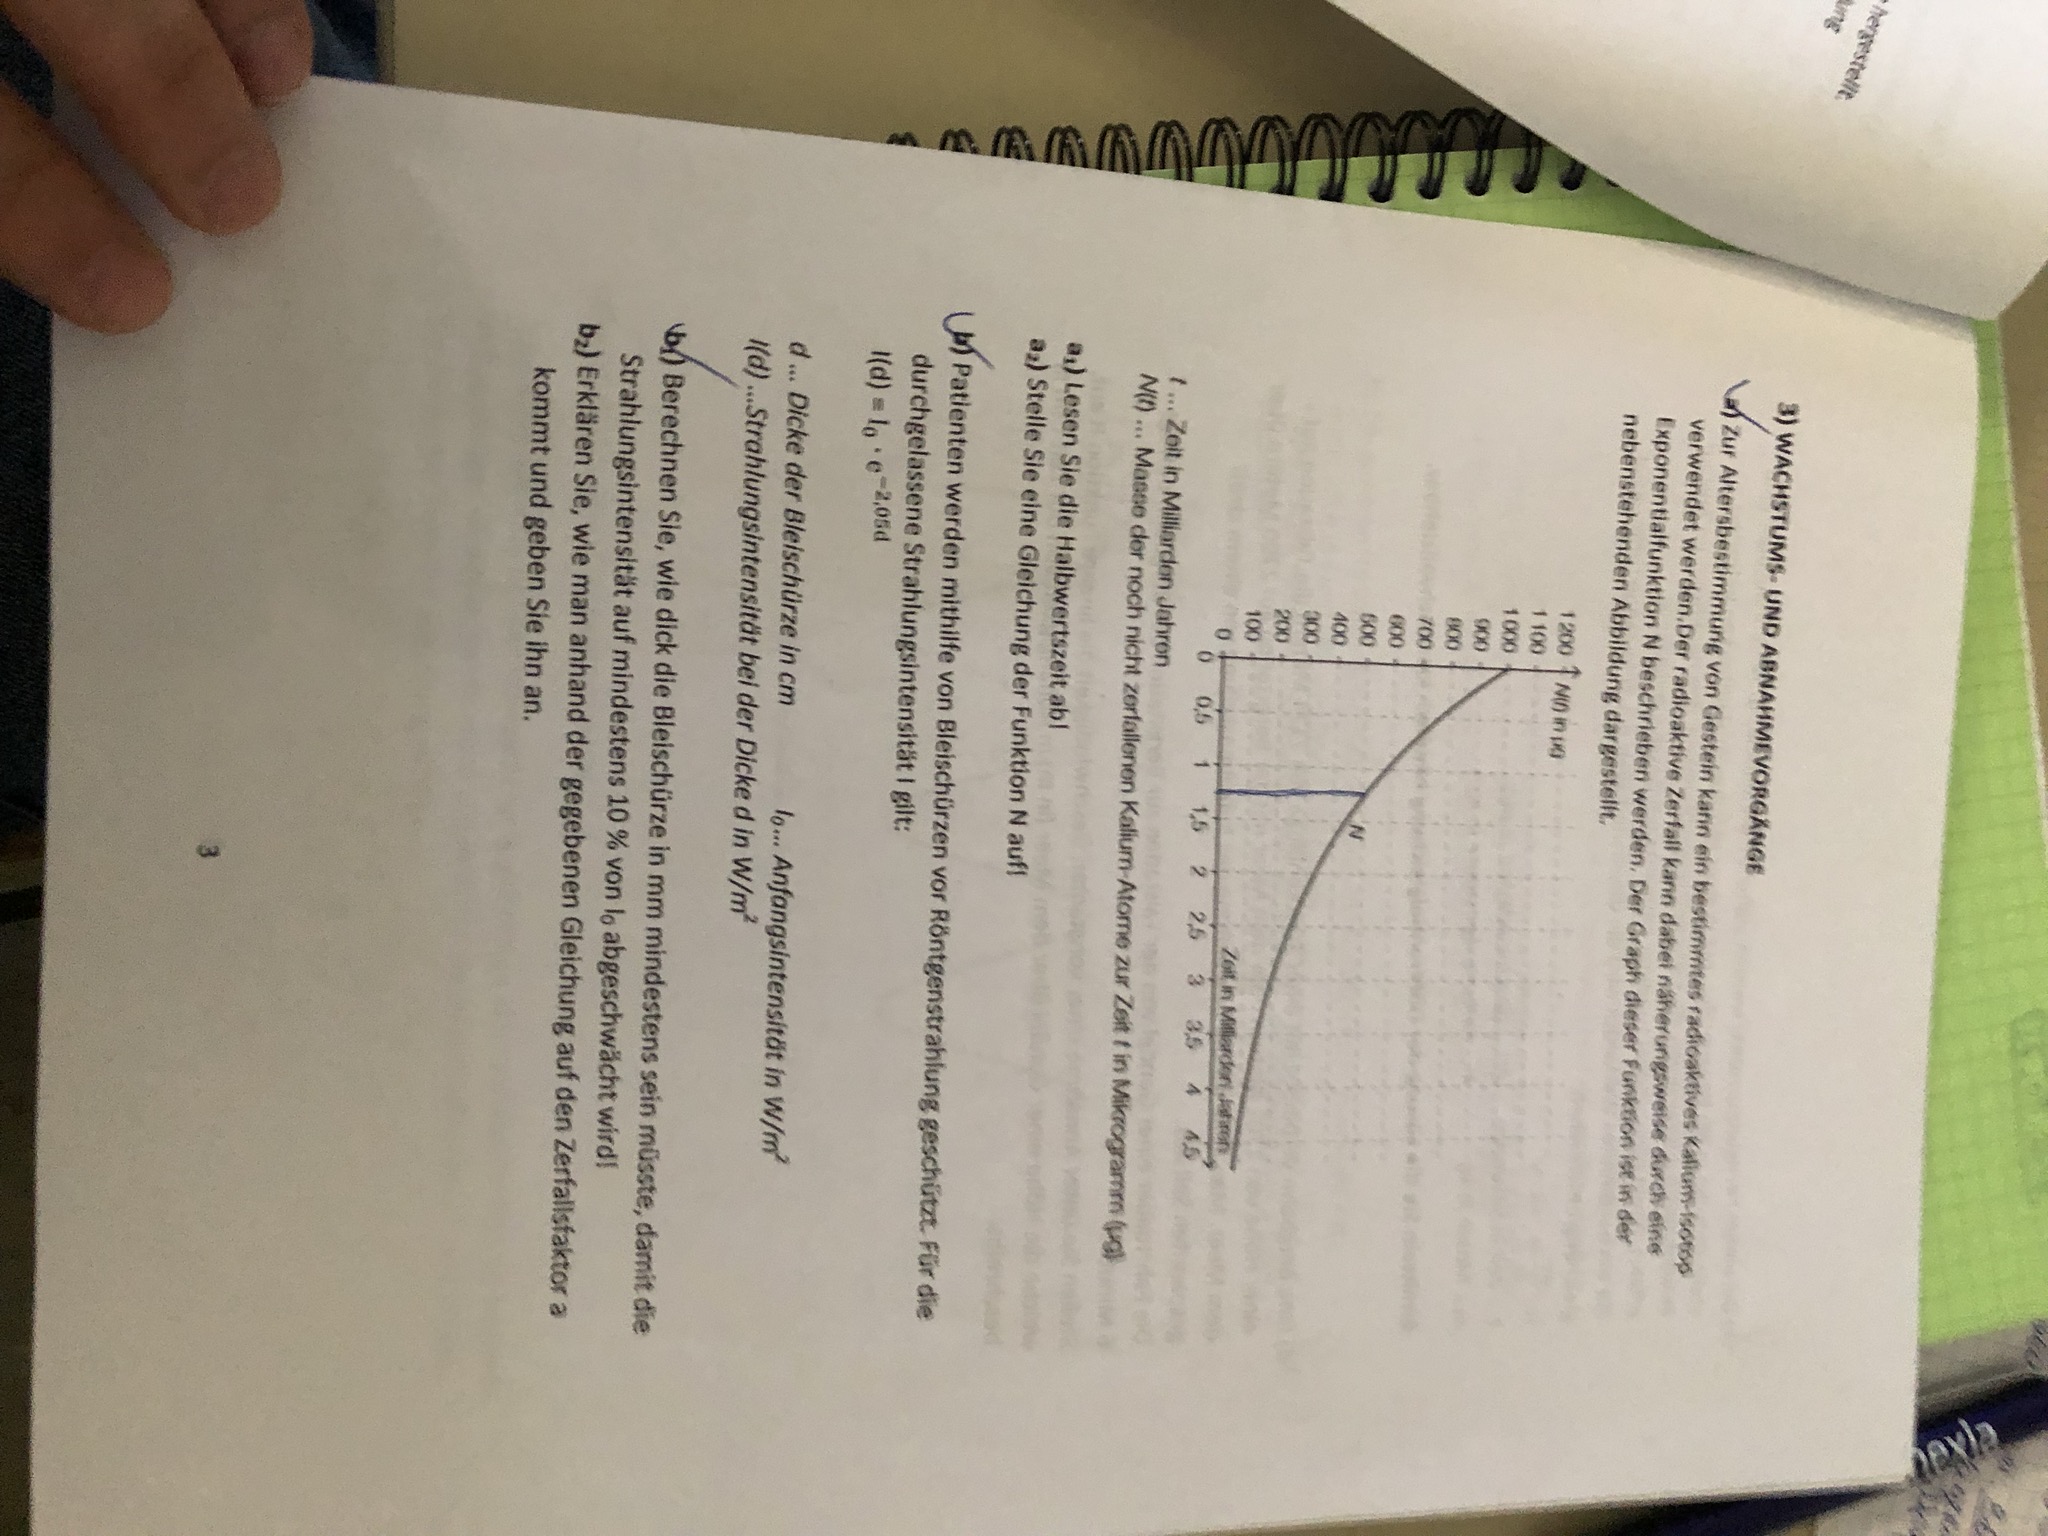 3) WACHSTUMS- UND ABNAHMEVORGÄNGE
a) Zur Altersbestimmung von Gestein kann ein bestimmtes radioaktives Kalium-Isotop
verwendet werden. Der radioaktive Zerfall kann dabei näherungsweise durch eine
Exponentialfunktion N beschrieben werden. Der Graph dieser Funktion ist in der
nebenstehenden Abbildung dargestellt.
N(t) in µg
1200
1100
1000
900
800
700
600
500
400
300
200
100
0
N
Zeit in Milliarden Jahren
0 0,5 1 1,5 2 2,5 3 3,5 4 4,5
t ... Zeit in Milliarden Jahren
N(t) ... Masse der noch nicht zerfallenen Kalium-Atome zur Zeit t in Mikrogramm (µg)
a₁) Lesen Sie die Halbwertszeit ab!
a₂) Stelle Sie eine Gleichung der Funktion N auf!
b) Patienten werden mithilfe von Bleischürzen vor Röntgenstrahlung geschützt. Für die
durchgelassene Strahlungsintensität I gilt:
I(d) = I₀ · e⁻²,⁰⁵ᵈ
d ... Dicke der Bleischürze in cm I₀... Anfangsintensität in W/m²
I(d) ...Strahlungsintensität bei der Dicke d in W/m²
b₁) Berechnen Sie, wie dick die Bleischürze in mm mindestens sein müsste, damit die
Strahlungsintensität auf mindestens 10 % von I₀ abgeschwächt wird!
b₂) Erklären Sie, wie man anhand der gegebenen Gleichung auf den Zerfallsfaktor a
kommt und geben Sie ihn an.
3
hergestellt.